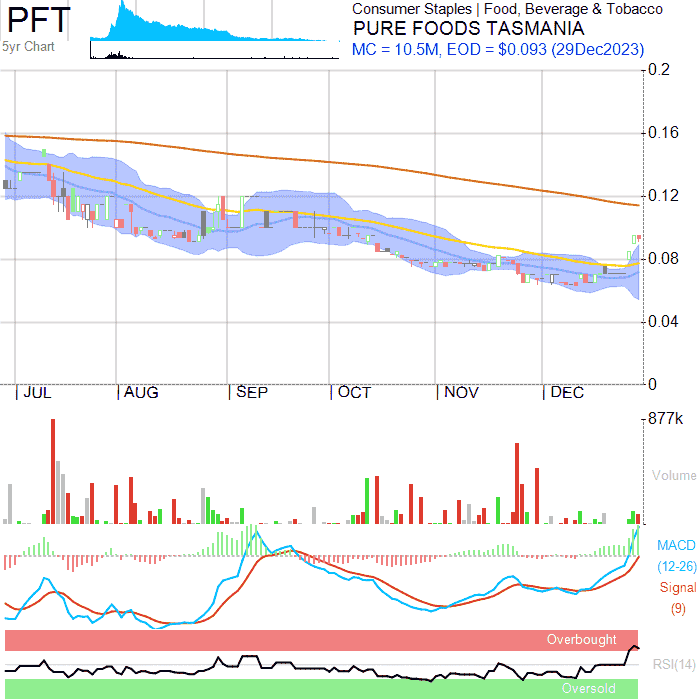 PFT
5yr Chart
Consumer Staples | Food, Beverage & Tobacco
PURE FOODS TASMANIA
MC = 10.5M, EOD = $0.093 (29Dec2023)
0.2
0.16
0.12
0.08
0.04
0
|JUL |AUG |SEP |OCT |NOV |DEC
877k
Volume
MACD
(12-26)
Signal
(9)
Overbought
RSI(14)
Oversold